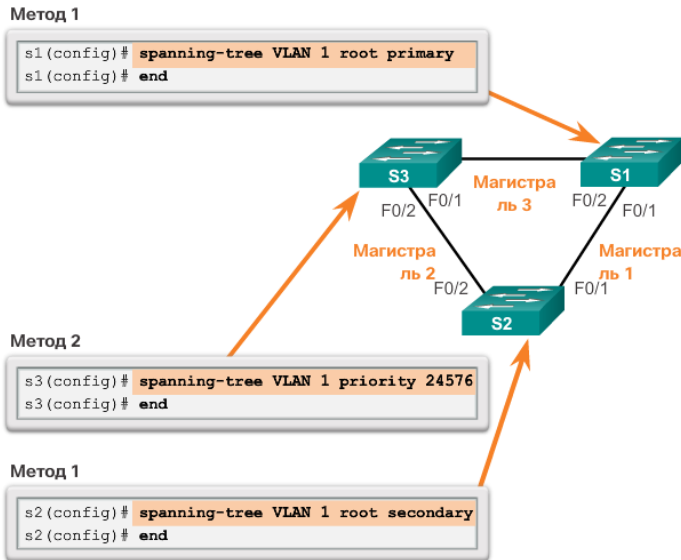 Метод 1
s1(config)# spanning-tree VLAN 1 root primary
s1(config)# end
S3
S1
F0/1
F0/2
Магистра
ль 3
F0/2
F0/1
Магистра
ль 2
Магистра
ль 1
F0/2
F0/1
S2
Метод 2
s3(config)# spanning-tree VLAN 1 priority 24576
s3(config)# end
Метод 1
s2(config)# spanning-tree VLAN 1 root secondary
s2(config)# end